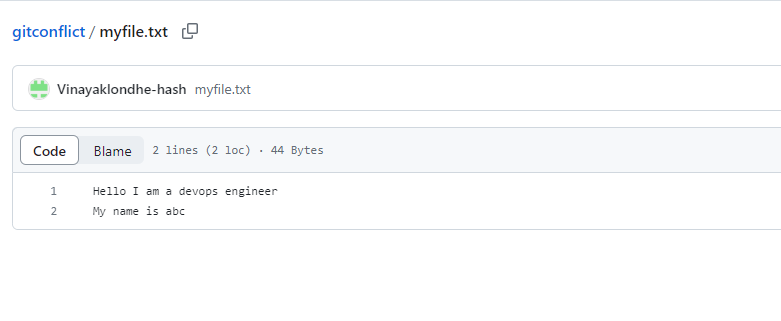 gitconflict / myfile.txt
Vinayaklondhe-hash myfile.txt
Code Blame 2 lines (2 loc) · 44 Bytes
1 Hello I am a devops engineer
2 My name is abc